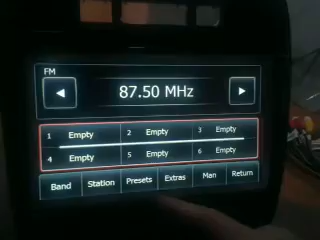 FM
87.50 MHz
1 Empty 2 Empty 3 Empty
4 Empty 5 Empty 6 Empty
Band Station Presets Extras Man Return